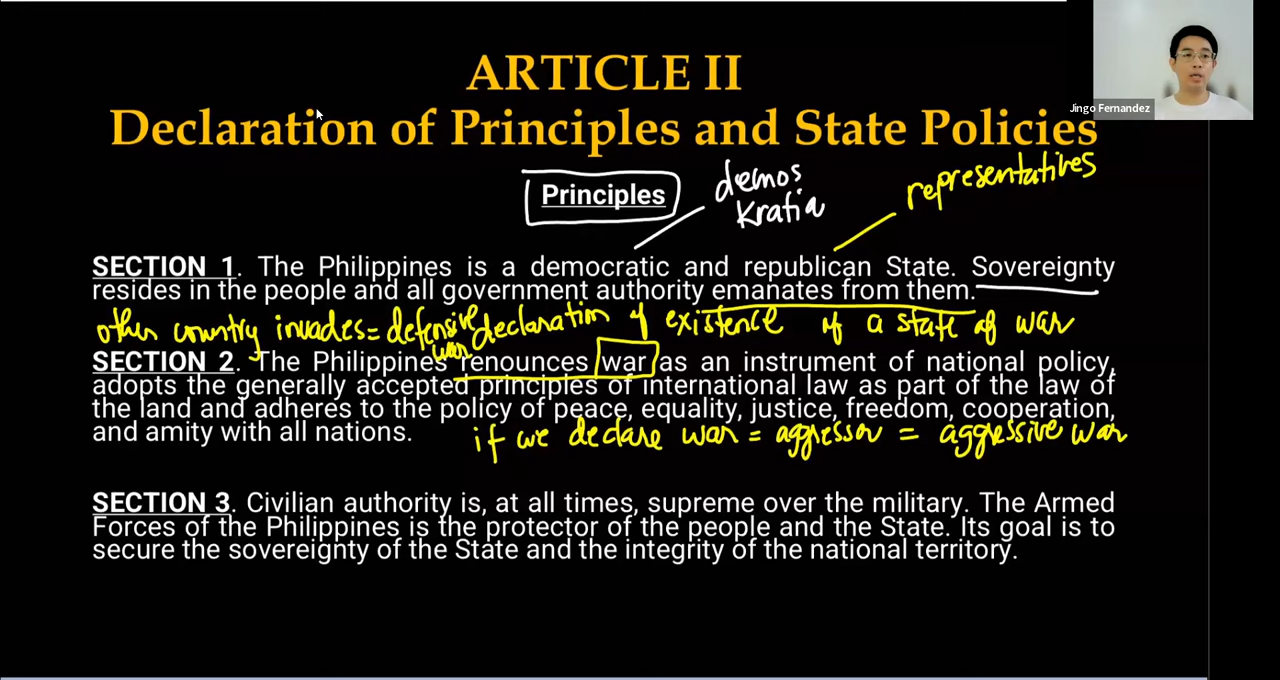 ARTICLE II
Jingo Fernandez
Declaration of Principles and State Policies
Principles
demos
kratia
representatives
SECTION 1. The Philippines is a democratic and republican State. Sovereignty
resides in the people and all government authority emanates from them.
other country invades = defensive war
declaration of existence of a state of war
SECTION 2. The Philippines renounces war as an instrument of national policy,
adopts the generally accepted principles of international law as part of the law of
the land and adheres to the policy of peace, equality, justice, freedom, cooperation,
and amity with all nations.
if we declare war = aggressor = aggressive war
SECTION 3. Civilian authority is, at all times, supreme over the military. The Armed
Forces of the Philippines is the protector of the people and the State. Its goal is to
secure the sovereignty of the State and the integrity of the national territory.